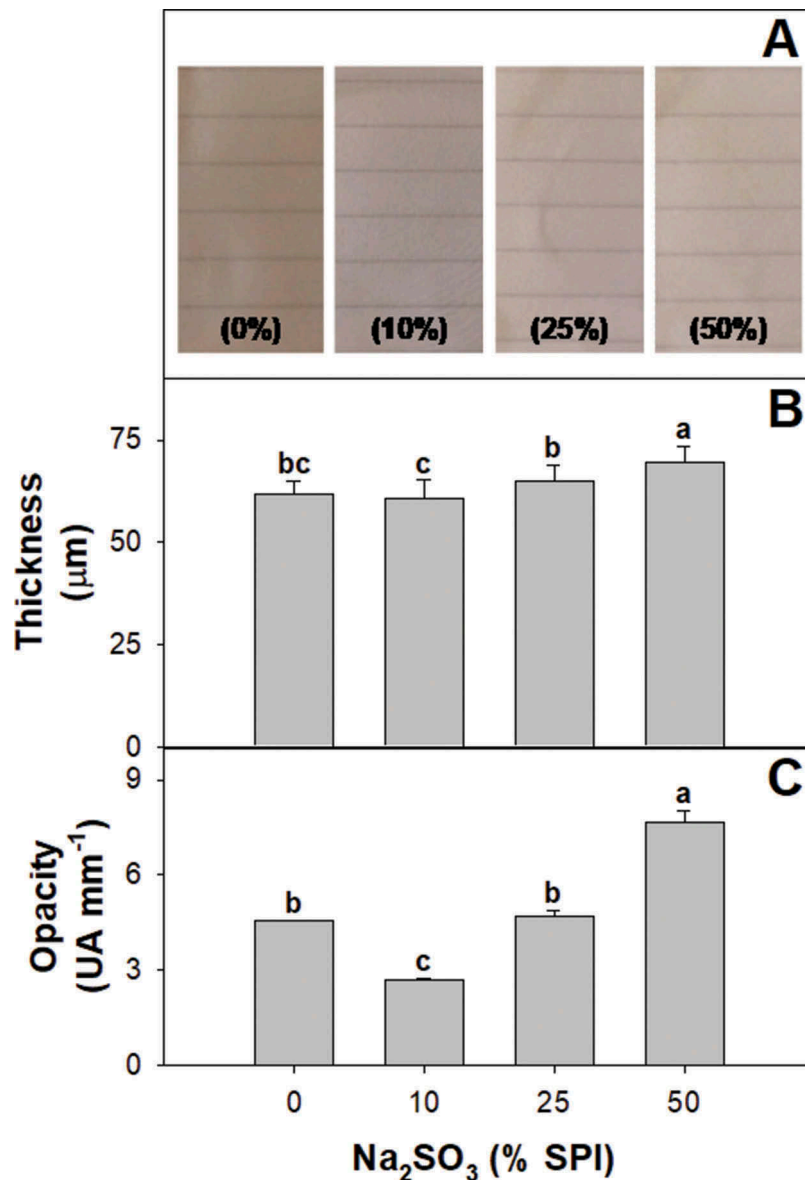 A
(0%) (10%) (25%) (50%)
B
Thickness
(μm)
75
50
25
0
bc c b a
C
Opacity
(UA mm⁻¹)
9
6
3
0
b c b a
0 10 25 50
Na₂SO₃ (% SPI)